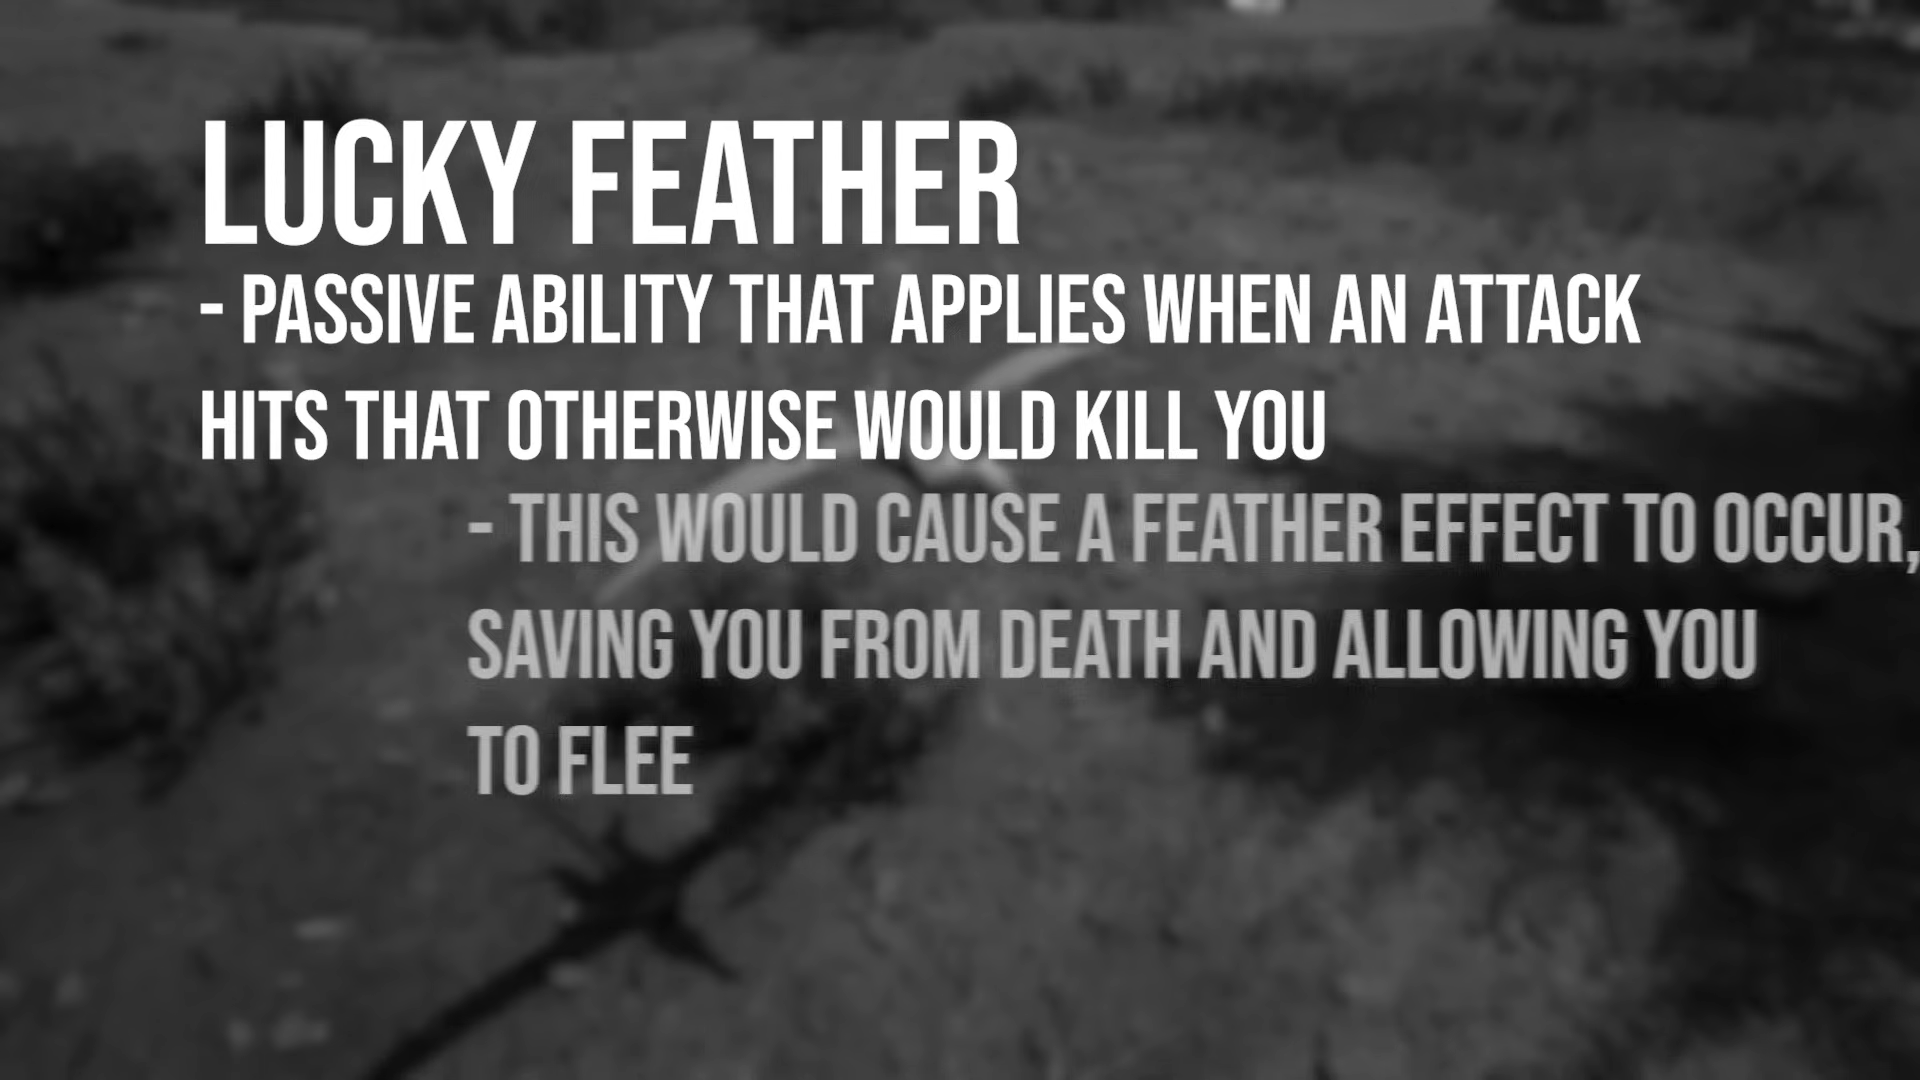 LUCKY FEATHER
- PASSIVE ABILITY THAT APPLIES WHEN AN ATTACK
HITS THAT OTHERWISE WOULD KILL YOU
- THIS WOULD CAUSE A FEATHER EFFECT TO OCCUR,
SAVING YOU FROM DEATH AND ALLOWING YOU
TO FLEE